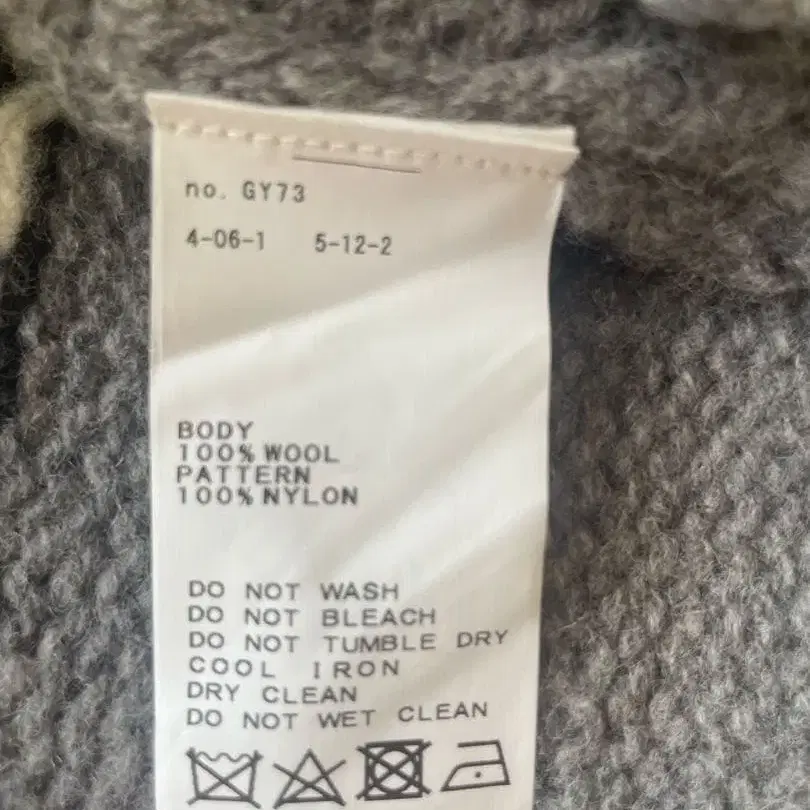 no. GY73
4-06-1 5-12-2
BODY
100% WOOL
PATTERN
100% NYLON
DO NOT WASH
DO NOT BLEACH
DO NOT TUMBLE DRY
COOL IRON
DRY CLEAN
DO NOT WET CLEAN